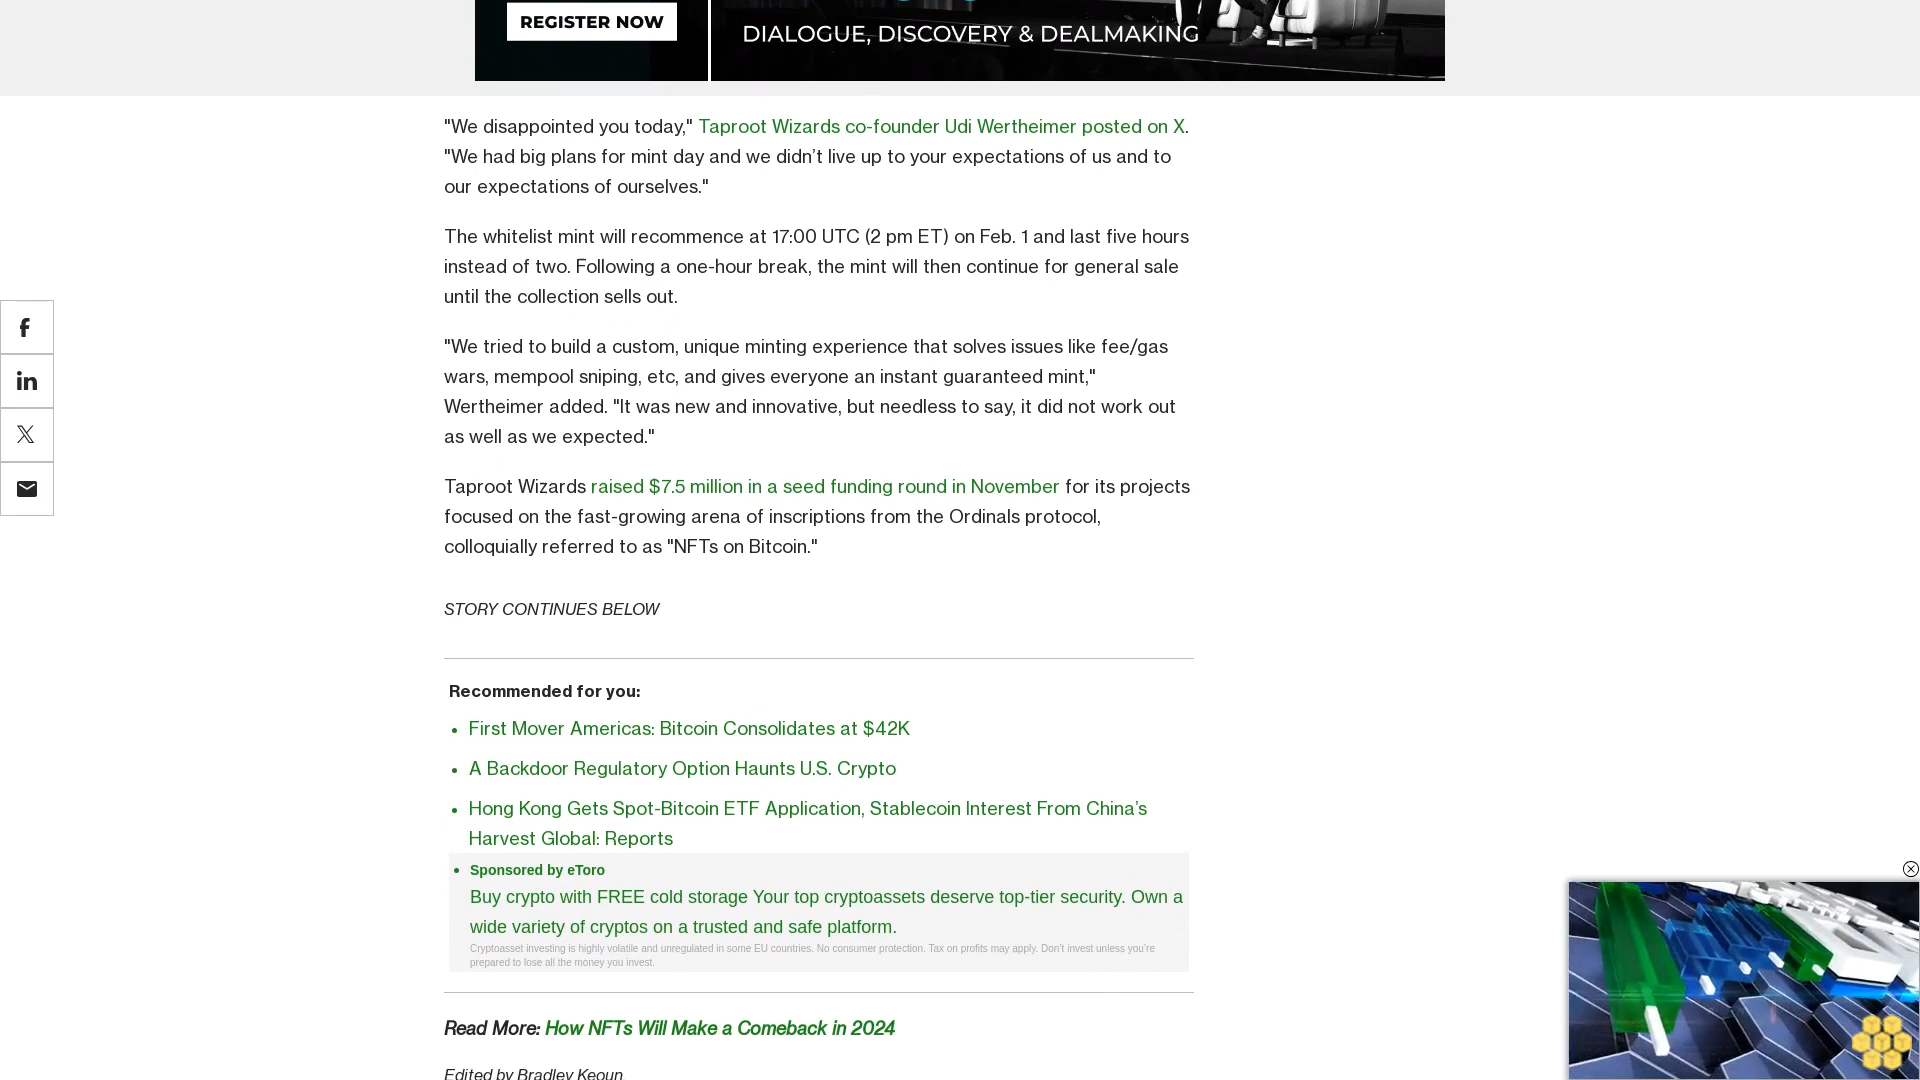 REGISTER NOW
DIALOGUE, DISCOVERY & DEALMAKING
"We disappointed you today," Taproot Wizards co-founder Udi Wertheimer posted on X.
"We had big plans for mint day and we didn’t live up to your expectations of us and to
our expectations of ourselves."
The whitelist mint will recommence at 17:00 UTC (2 pm ET) on Feb. 1 and last five hours
instead of two. Following a one-hour break, the mint will then continue for general sale
until the collection sells out.
"We tried to build a custom, unique minting experience that solves issues like fee/gas
wars, mempool sniping, etc, and gives everyone an instant guaranteed mint,"
Wertheimer added. "It was new and innovative, but needless to say, it did not work out
as well as we expected."
Taproot Wizards raised $7.5 million in a seed funding round in November for its projects
focused on the fast-growing arena of inscriptions from the Ordinals protocol,
colloquially referred to as "NFTs on Bitcoin."
STORY CONTINUES BELOW
Recommended for you:
• First Mover Americas: Bitcoin Consolidates at $42K
• A Backdoor Regulatory Option Haunts U.S. Crypto
• Hong Kong Gets Spot-Bitcoin ETF Application, Stablecoin Interest From China’s
Harvest Global: Reports
• Sponsored by eToro
Buy crypto with FREE cold storage Your top cryptoassets deserve top-tier security. Own a
wide variety of cryptos on a trusted and safe platform.
Cryptoasset investing is highly volatile and unregulated in some EU countries. No consumer protection. Tax on profits may apply. Don’t invest unless you’re
prepared to lose all the money you invest.
Read More: How NFTs Will Make a Comeback in 2024
Edited by Bradley Keoun.